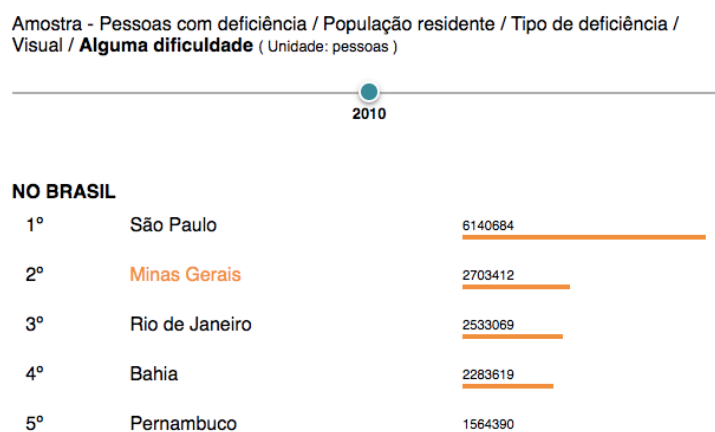 Amostra - Pessoas com deficiência / População residente / Tipo de deficiência /
Visual / Alguma dificuldade ( Unidade: pessoas )
2010
NO BRASIL
1º São Paulo 6140684
2º Minas Gerais 2703412
3º Rio de Janeiro 2533069
4º Bahia 2283619
5º Pernambuco 1564390